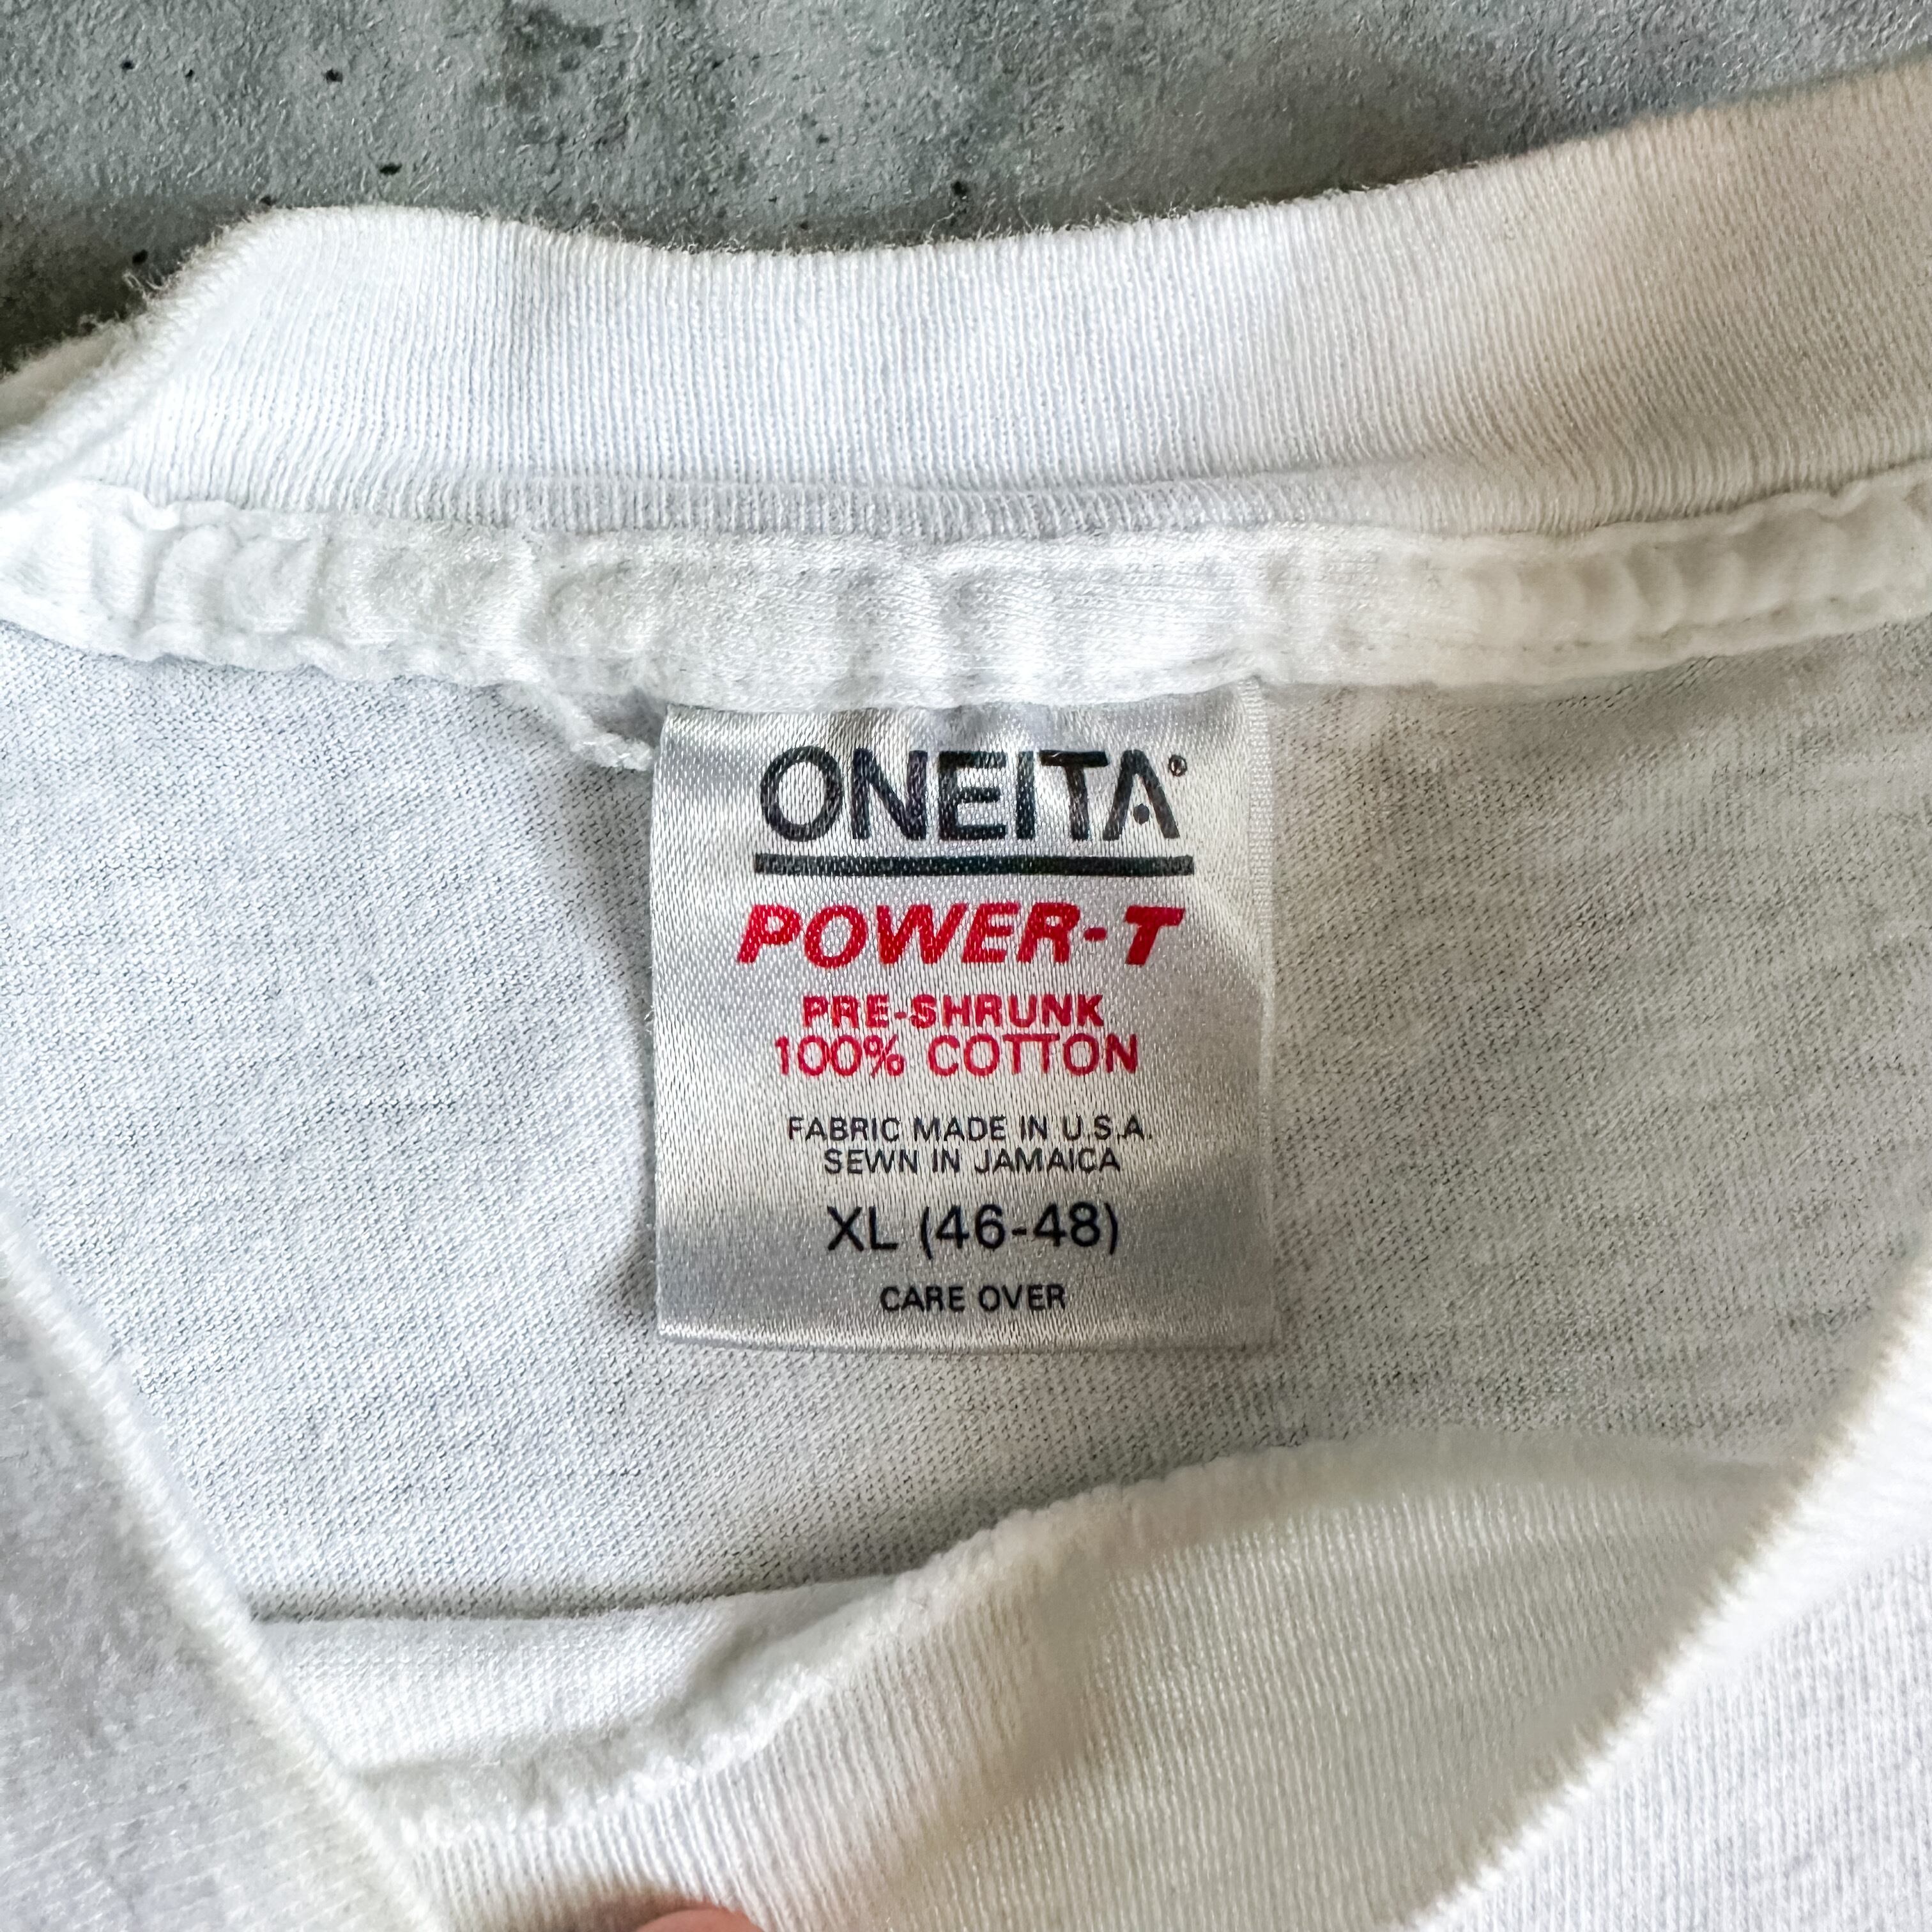 ONEITA®
POWER-T
PRE-SHRUNK
100% COTTON
FABRIC MADE IN U.S.A.
SEWN IN JAMAICA
XL (46-48)
CARE OVER